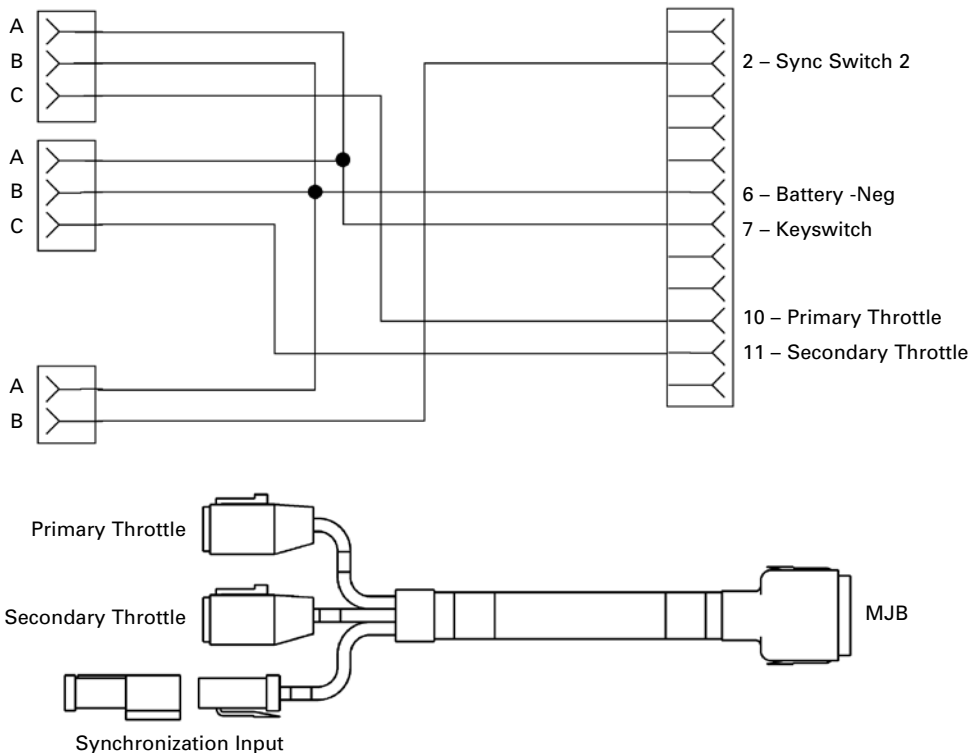 A
B
C
2 – Sync Switch 2
A
B
C
6 – Battery -Neg
7 – Keyswitch
10 – Primary Throttle
11 – Secondary Throttle
A
B
Primary Throttle
Secondary Throttle
MJB
Synchronization Input